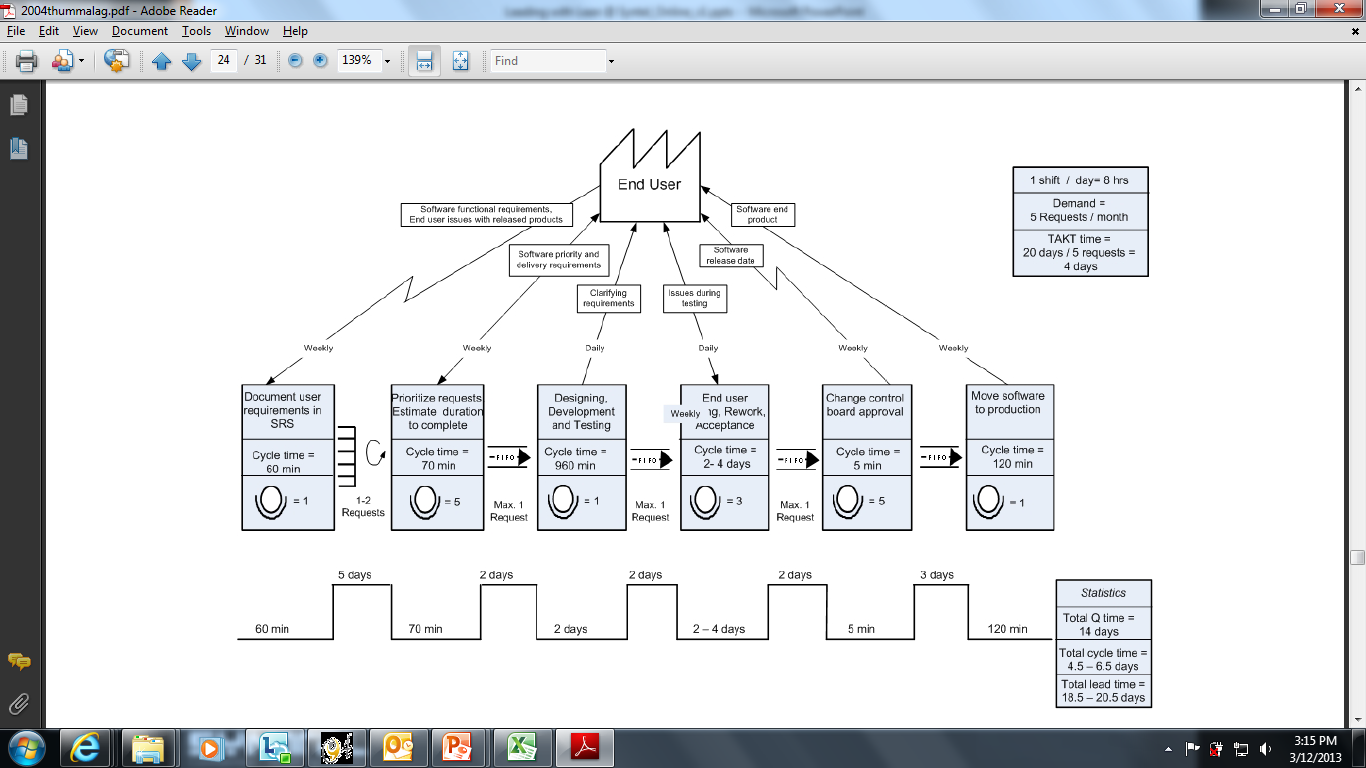 2004thummalag.pdf - Adobe Reader
File Edit View Document Tools Window Help
24 / 31 139% Find
End User
1 shift / day= 8 hrs
Demand =
5 Requests / month
TAKT time =
20 days / 5 requests =
4 days
Software functional requirements,
End user issues with released products
Software end
product
Software priority and
delivery requirements
Software
release date
Clarifying
requirements
Issues during
testing
Weekly Weekly Daily Daily Weekly Weekly
Document user
requirements in
SRS
Cycle time =
60 min
= 1
1-2
Requests
Prioritize requests
Estimate duration
to complete
Cycle time =
70 min
= 5
FIFO
Max. 1
Request
Designing,
Development
and Testing
Cycle time =
960 min
= 1
FIFO
Max. 1
Request
End user
Weekly ng, Rework,
Acceptance
Cycle time =
2- 4 days
= 3
FIFO
Max. 1
Request
Change control
board approval
Cycle time =
5 min
= 5
FIFO
Move software
to production
Cycle time =
120 min
= 1
5 days 2 days 2 days 2 days 3 days
60 min 70 min 2 days 2 – 4 days 5 min 120 min
Statistics
Total Q time =
14 days
Total cycle time =
4.5 – 6.5 days
Total lead time =
18.5 – 20.5 days
3:15 PM
3/12/2013